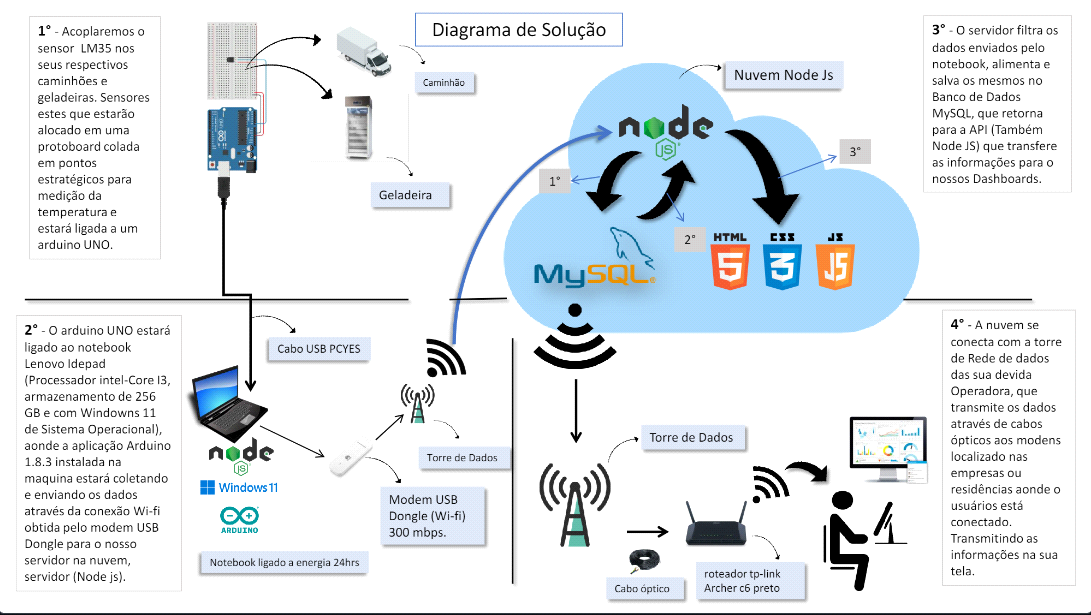 Diagrama de Solução
1° - Acoplaremos o
sensor LM35 nos
seus respectivos
caminhões e
geladeiras. Sensores
estes que estarão
alocado em uma
protoboard colada
em pontos
estratégicos para
medição da
temperatura e
estará ligada a um
arduino UNO.
Caminhão
Geladeira
Nuvem Node Js
node
JS
1°
2°
3°
MySQL
HTML
CSS
JS
5
3
JS
3° - O servidor filtra os
dados enviados pelo
notebook, alimenta e
salva os mesmos no
Banco de Dados
MySQL, que retorna
para a API (Também
Node JS) que transfere
as informações para o
nossos Dashboards.
2° - O arduino UNO estará
ligado ao notebook
Lenovo Idepad
(Processador intel-Core I3,
armazenamento de 256
GB e com Windowns 11
de Sistema Operacional),
aonde a aplicação Arduino
1.8.3 instalada na
maquina estará coletando
e enviando os dados
através da conexão Wi-fi
obtida pelo modem USB
Dongle para o nosso
servidor na nuvem,
servidor (Node js).
Cabo USB PCYES
node
JS
Windows 11
ARDUINO
Notebook ligado a energia 24hrs
Torre de Dados
Modem USB
Dongle (Wi-fi)
300 mbps.
Torre de Dados
Cabo óptico
roteador tp-link
Archer c6 preto
4° - A nuvem se
conecta com a torre
de Rede de dados
das sua devida
Operadora, que
transmite os dados
através de cabos
ópticos aos modens
localizado nas
empresas ou
residências aonde o
usuários está
conectado.
Transmitindo as
informações na sua
tela.